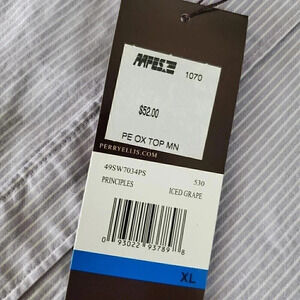 1070
$52.00
PE OX TOP MN
PERRYELLIS.COM
49SW7034PS 530
PRINCIPLES ICED GRAPE
0 93022 93789 8
XL